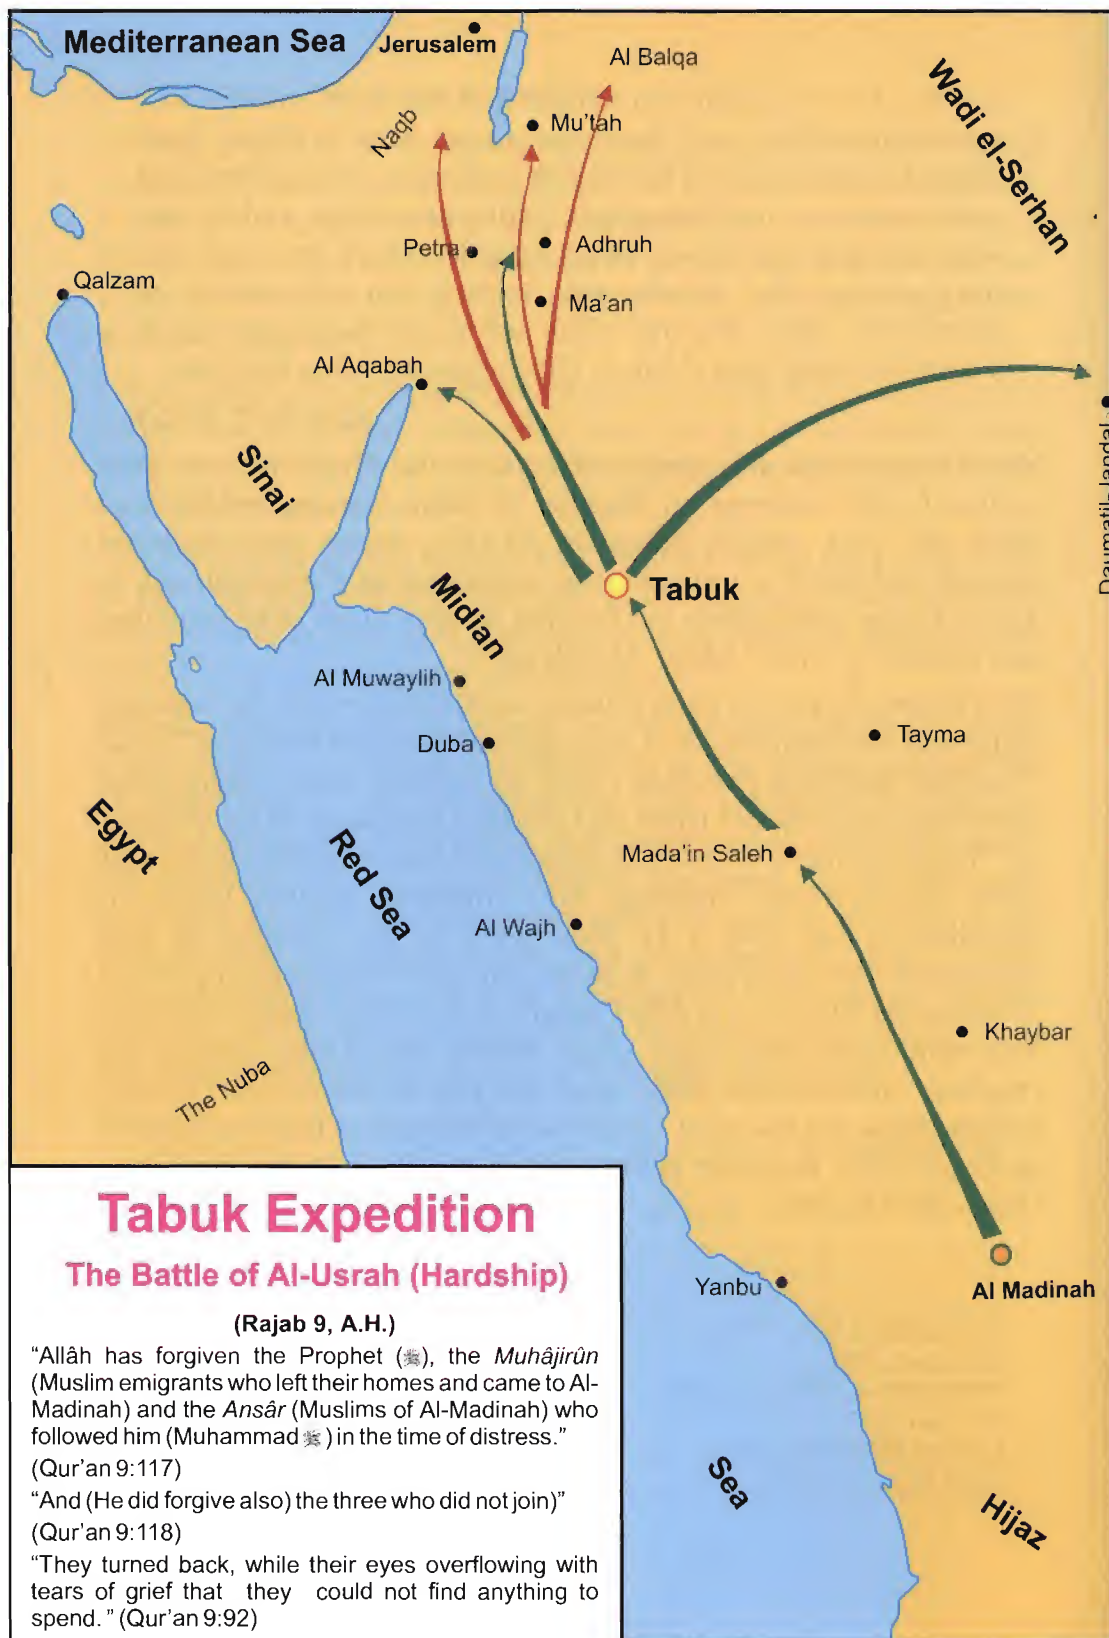 Mediterranean Sea
Jerusalem
Al Balqa
Wadi el-Serhan
Naqb
Mu'tah
Petra
Adhruh
Qalzam
Ma'an
Al Aqabah
Daumatil-Jandal
Sinai
Midian
Tabuk
Al Muwaylih
Duba
Tayma
Egypt
Red Sea
Mada'in Saleh
Al Wajh
Khaybar
The Nuba
Al Madinah
Yanbu
Sea
Hijaz
Tabuk Expedition
The Battle of Al-Usrah (Hardship)
(Rajab 9, A.H.)
“Allâh has forgiven the Prophet (ﷺ), the Muhâjirûn
(Muslim emigrants who left their homes and came to Al-
Madinah) and the Ansâr (Muslims of Al-Madinah) who
followed him (Muhammad ﷺ) in the time of distress.”
(Qur'an 9:117)
“And (He did forgive also) the three who did not join)”
(Qur'an 9:118)
“They turned back, while their eyes overflowing with
tears of grief that they could not find anything to
spend.” (Qur'an 9:92)